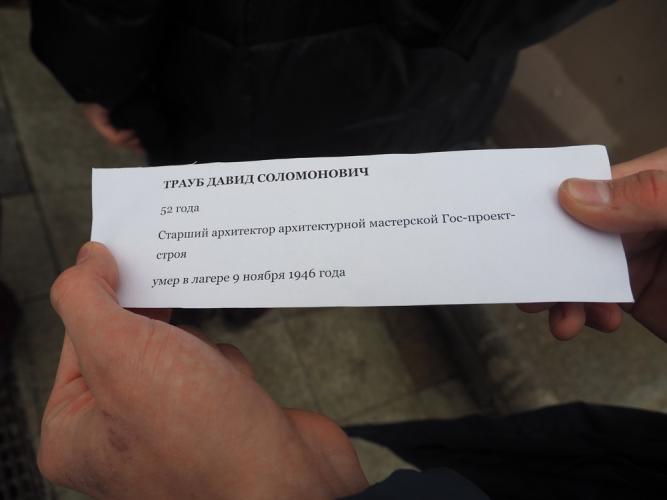 ТРАУБ ДАВИД СОЛОМОНОВИЧ
52 года
Старший архитектор архитектурной мастерской Гос-проект-
строя
умер в лагере 9 ноября 1946 года